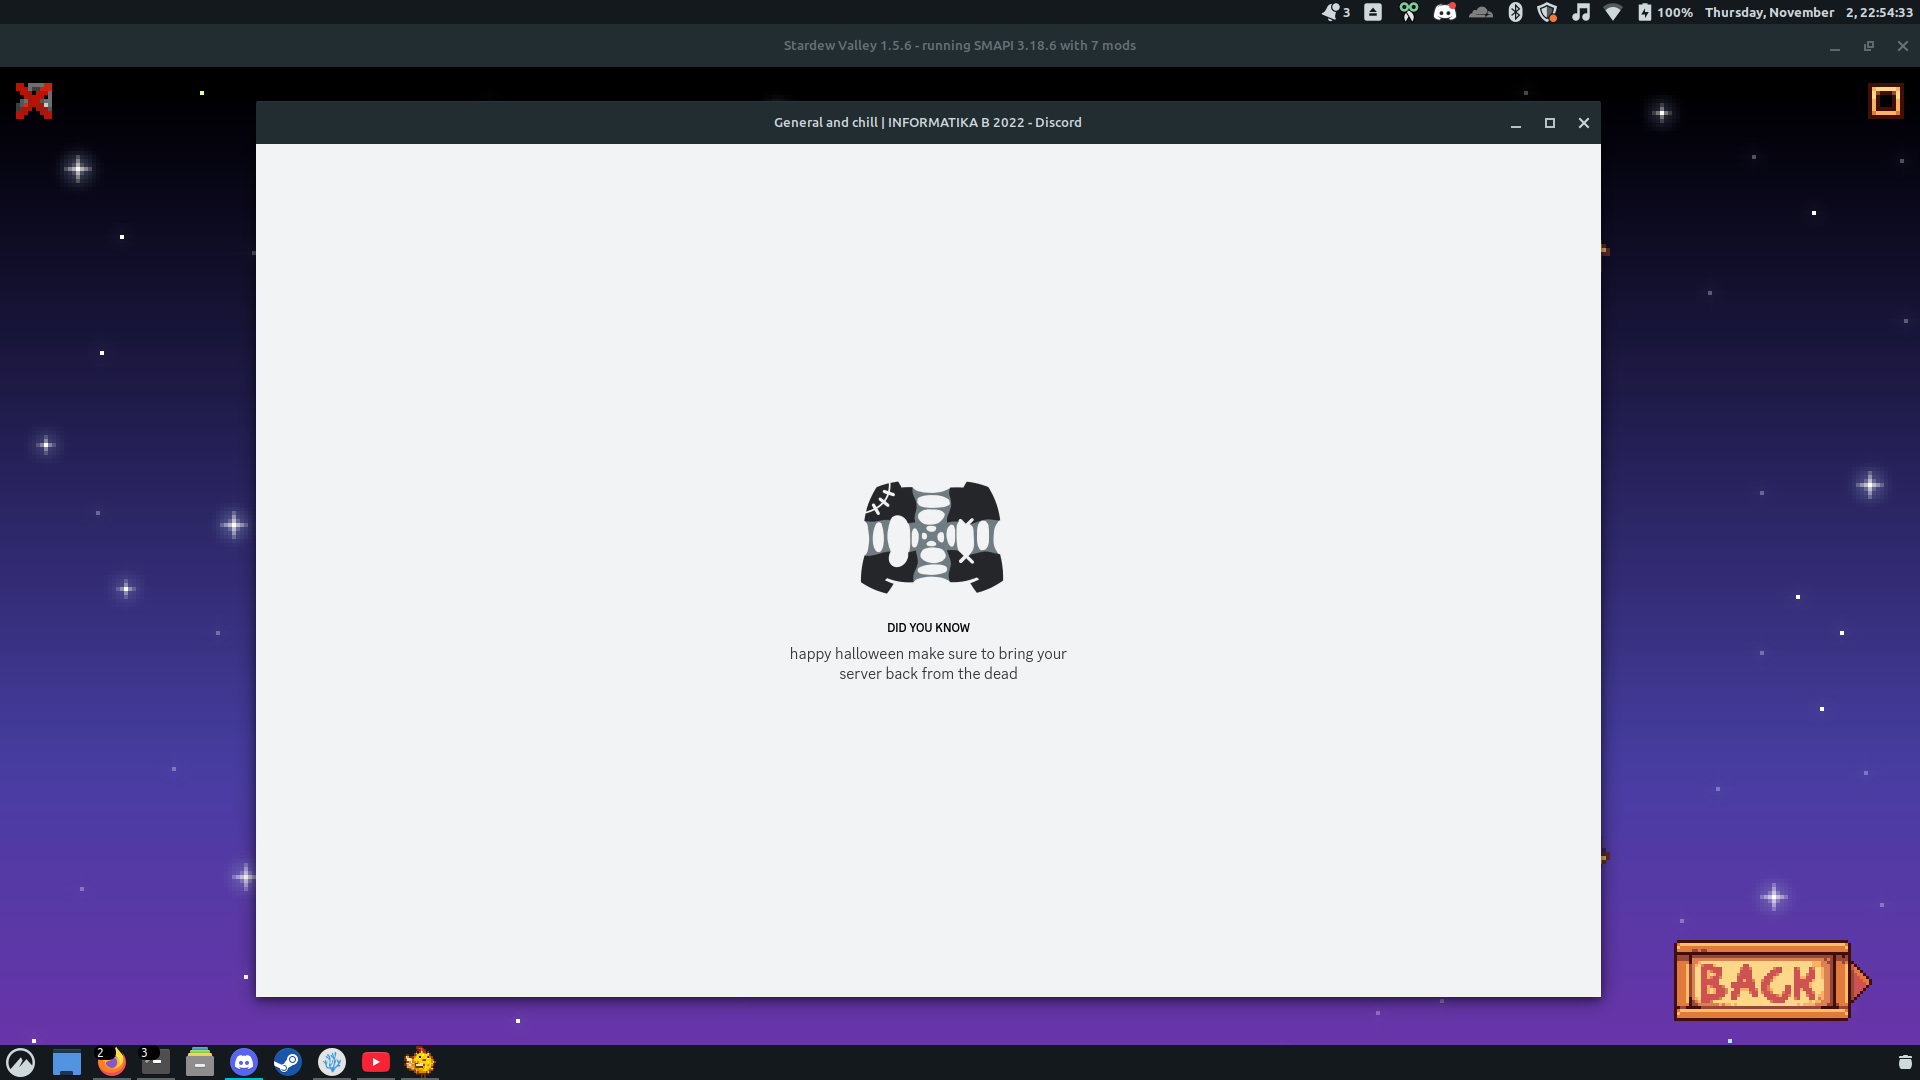 3
100%
Thursday, November 2, 22:54:33
Stardew Valley 1.5.6 - running SMAPI 3.18.6 with 7 mods
General and chill | INFORMATIKA B 2022 - Discord
DID YOU KNOW
happy halloween make sure to bring your
server back from the dead
BACK
2
3